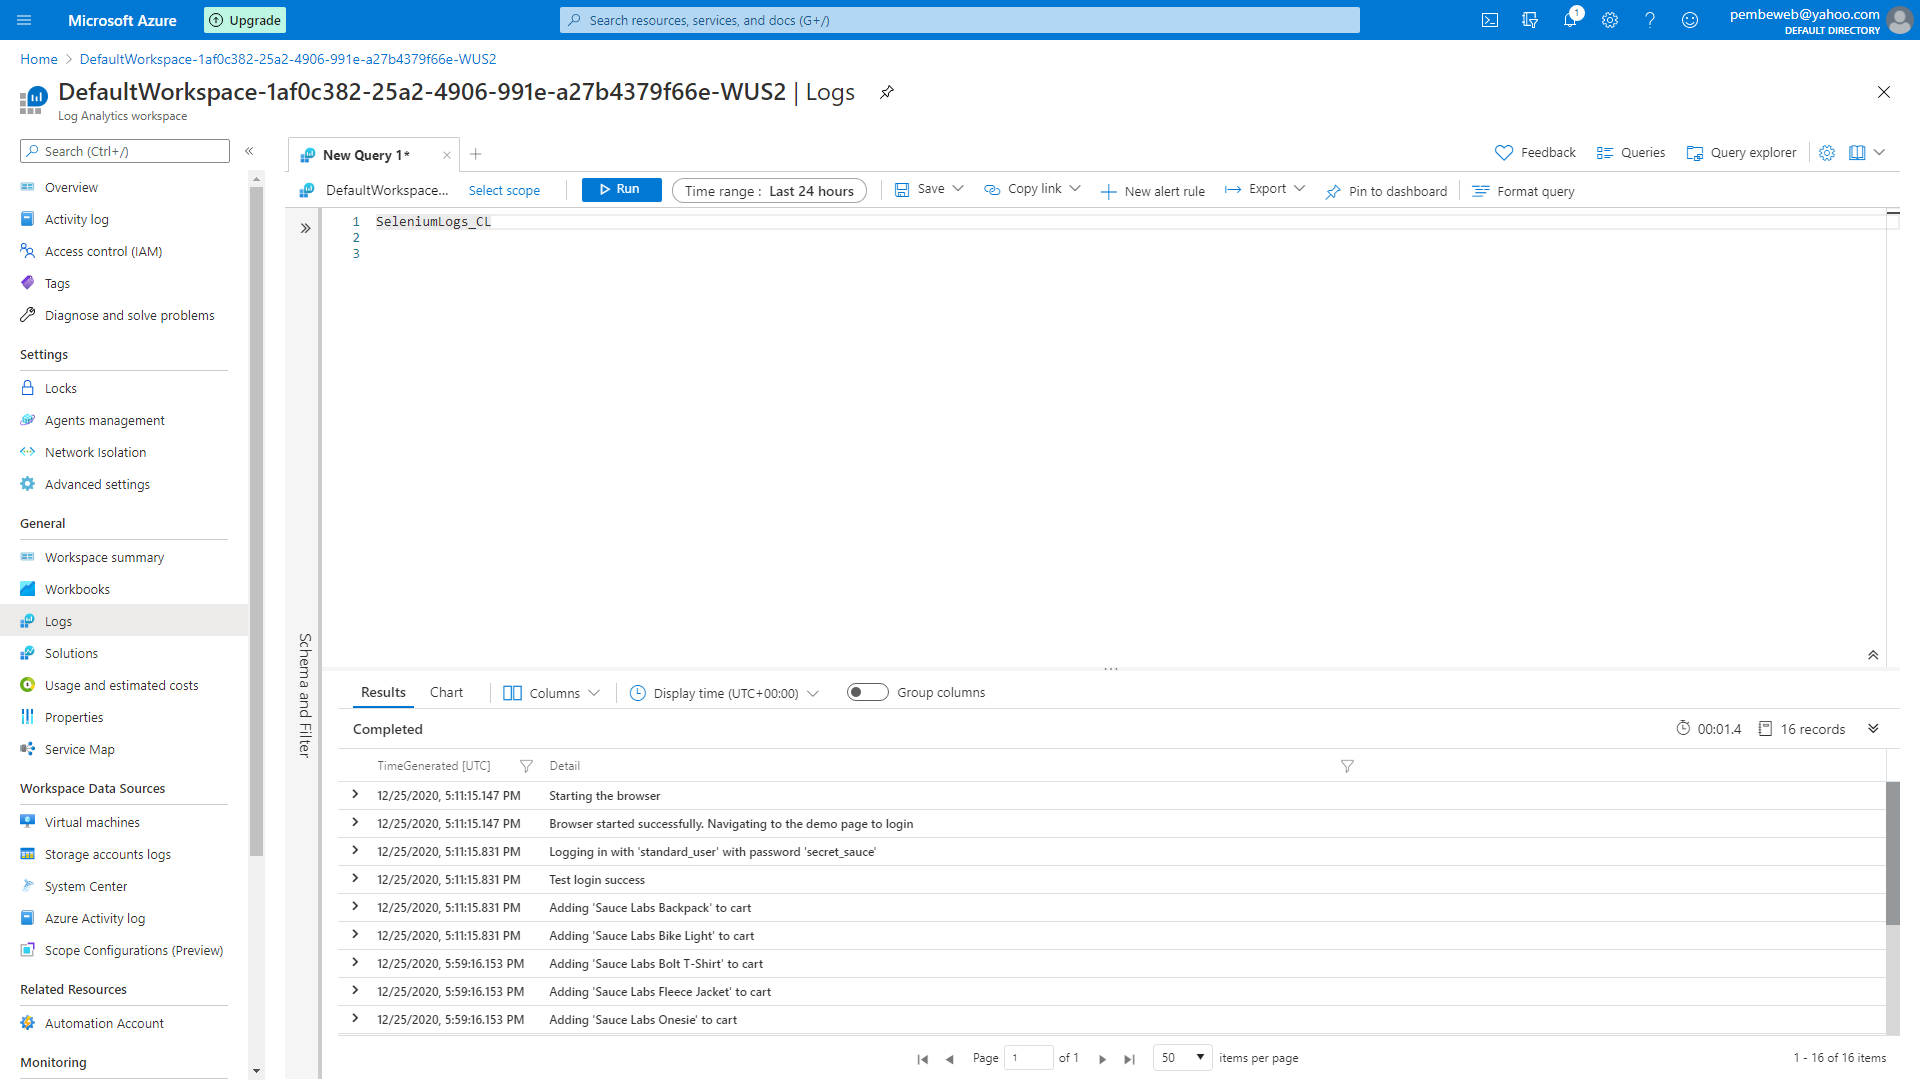 Microsoft Azure
Upgrade
Search resources, services, and docs (G+/)
1
pembeweb@yahoo.com
DEFAULT DIRECTORY
Home
DefaultWorkspace-1af0c382-25a2-4906-991e-a27b4379f66e-WUS2
DefaultWorkspace-1af0c382-25a2-4906-991e-a27b4379f66e-WUS2 | Logs
Log Analytics workspace
Search (Ctrl+/)
Overview
Activity log
Access control (IAM)
Tags
Diagnose and solve problems
Settings
Locks
Agents management
Network Isolation
Advanced settings
General
Workspace summary
Workbooks
Logs
Solutions
Usage and estimated costs
Properties
Service Map
Workspace Data Sources
Virtual machines
Storage accounts logs
System Center
Azure Activity log
Scope Configurations (Preview)
Related Resources
Automation Account
Monitoring
New Query 1*
Feedback
Queries
Query explorer
DefaultWorkspace...
Select scope
Run
Time range : Last 24 hours
Save
Copy link
New alert rule
Export
Pin to dashboard
Format query
Schema and Filter
1 SeleniumLogs_CL
2
3
Results
Chart
Columns
Display time (UTC+00:00)
Group columns
Completed
00:01.4
16 records
TimeGenerated [UTC] Detail
12/25/2020, 5:11:15.147 PM Starting the browser
12/25/2020, 5:11:15.147 PM Browser started successfully. Navigating to the demo page to login
12/25/2020, 5:11:15.831 PM Logging in with 'standard_user' with password 'secret_sauce'
12/25/2020, 5:11:15.831 PM Test login success
12/25/2020, 5:11:15.831 PM Adding 'Sauce Labs Backpack' to cart
12/25/2020, 5:11:15.831 PM Adding 'Sauce Labs Bike Light' to cart
12/25/2020, 5:59:16.153 PM Adding 'Sauce Labs Bolt T-Shirt' to cart
12/25/2020, 5:59:16.153 PM Adding 'Sauce Labs Fleece Jacket' to cart
12/25/2020, 5:59:16.153 PM Adding 'Sauce Labs Onesie' to cart
Page 1 of 1
50 items per page
1 - 16 of 16 items